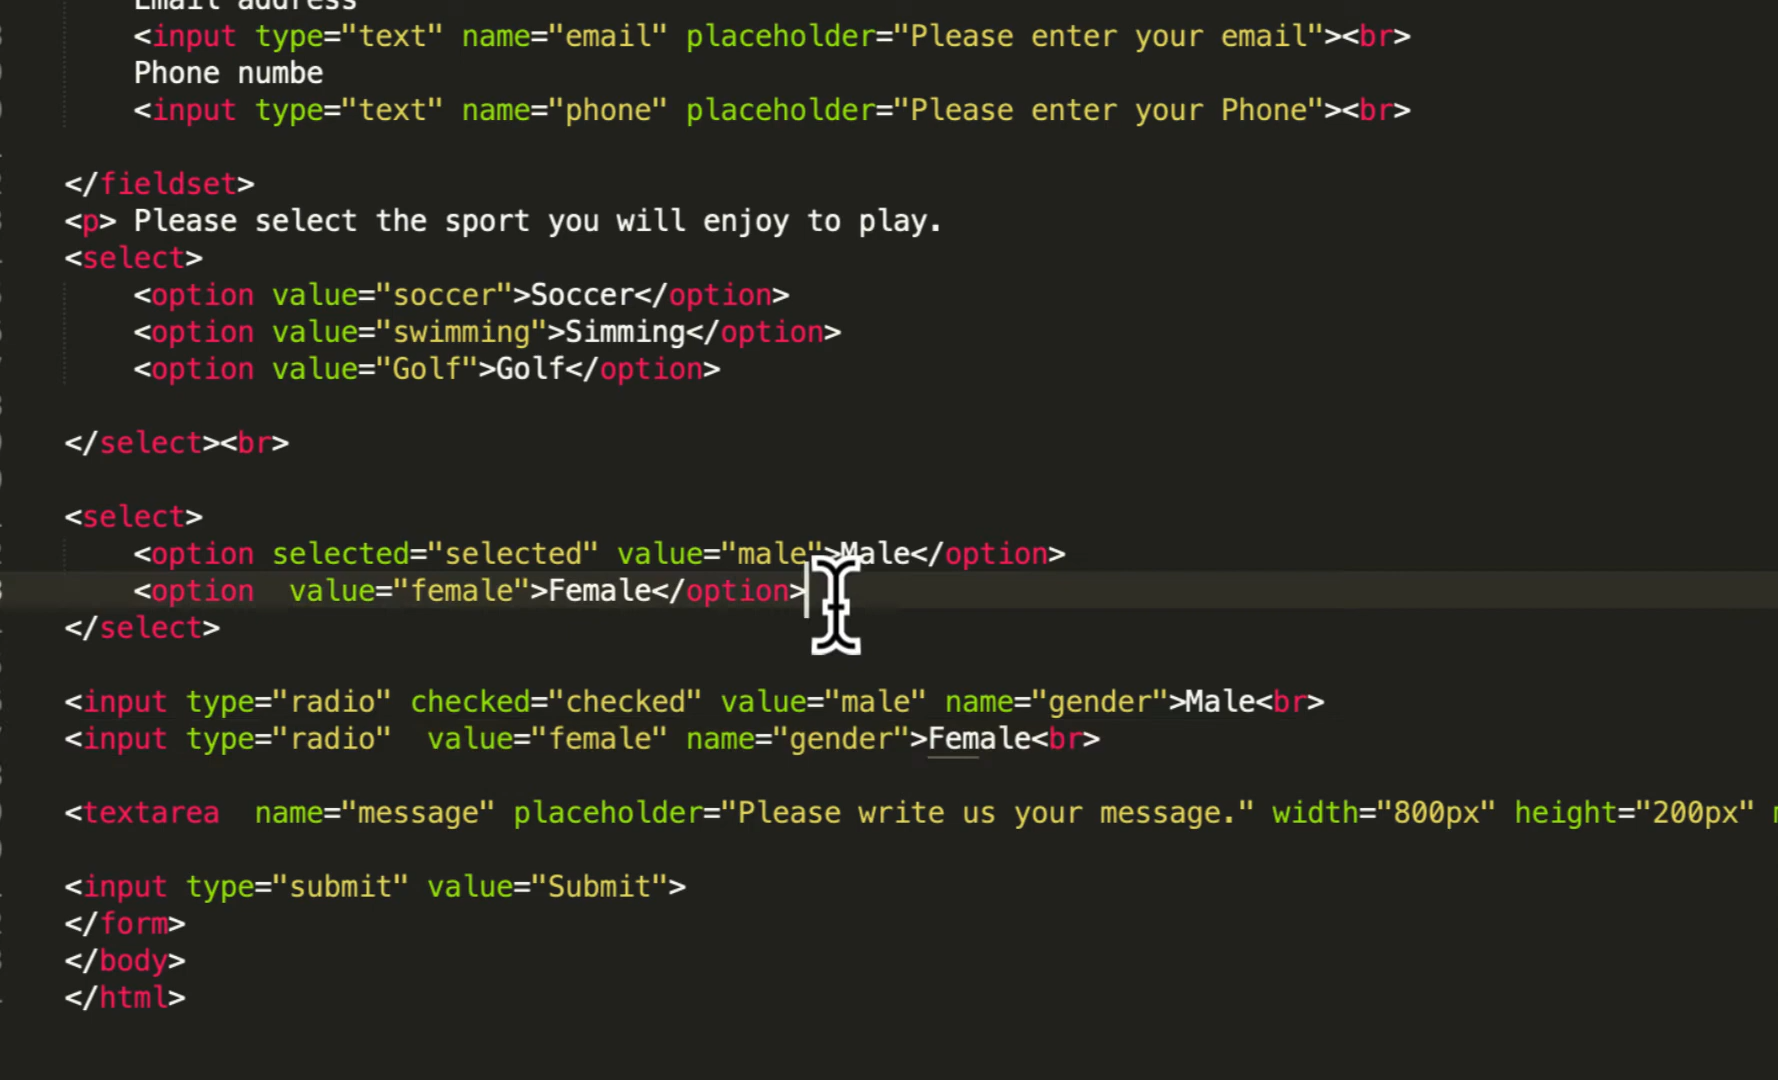 Email address
<input type="text" name="email" placeholder="Please enter your email"><br>
Phone numbe
<input type="text" name="phone" placeholder="Please enter your Phone"><br>
</fieldset>
<p> Please select the sport you will enjoy to play.
<select>
<option value="soccer">Soccer</option>
<option value="swimming">Simming</option>
<option value="Golf">Golf</option>
</select><br>
<select>
<option selected="selected" value="male">Male</option>
<option  value="female">Female</option>
</select>
<input type="radio" checked="checked" value="male" name="gender">Male<br>
<input type="radio"  value="female" name="gender">Female<br>
<textarea  name="message" placeholder="Please write us your message." width="800px" height="200px"
<input type="submit" value="Submit">
</form>
</body>
</html>